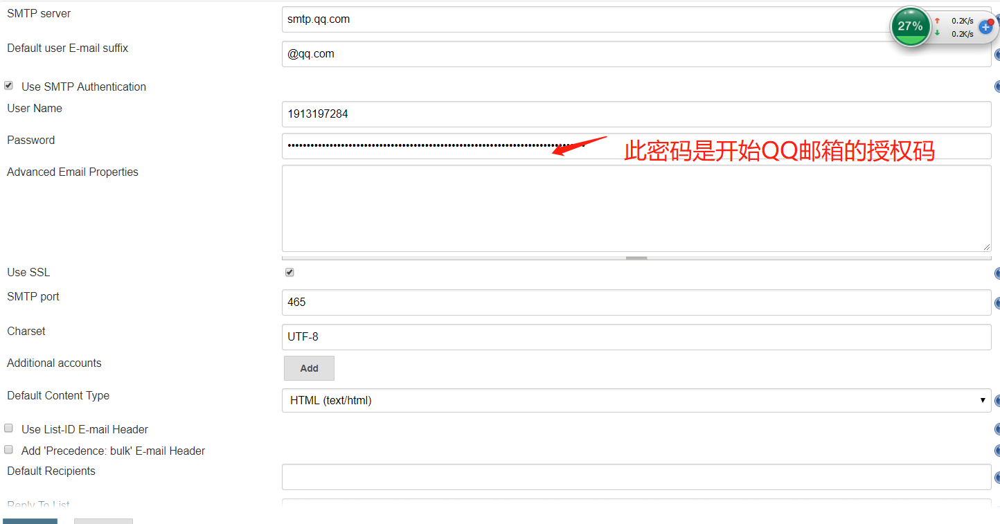 SMTP server
smtp.qq.com
27%
0.2K/s
0.2K/s
Default user E-mail suffix
@qq.com
Use SMTP Authentication
User Name
1913197284
Password
此密码是开始QQ邮箱的授权码
Advanced Email Properties
Use SSL
SMTP port
465
Charset
UTF-8
Additional accounts
Add
Default Content Type
HTML (text/html)
Use List-ID E-mail Header
Add 'Precedence: bulk' E-mail Header
Default Recipients
Reply To List